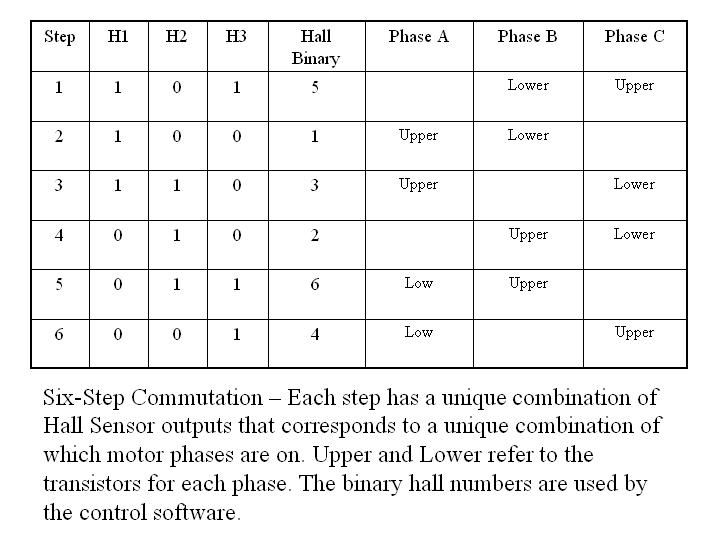 Step H1 H2 H3 Hall Binary Phase A Phase B Phase C
1 1 0 1 5 Lower Upper
2 1 0 0 1 Upper Lower
3 1 1 0 3 Upper Lower
4 0 1 0 2 Upper Lower
5 0 1 1 6 Low Upper
6 0 0 1 4 Low Upper
Six-Step Commutation – Each step has a unique combination of
Hall Sensor outputs that corresponds to a unique combination of
which motor phases are on. Upper and Lower refer to the
transistors for each phase. The binary hall numbers are used by
the control software.